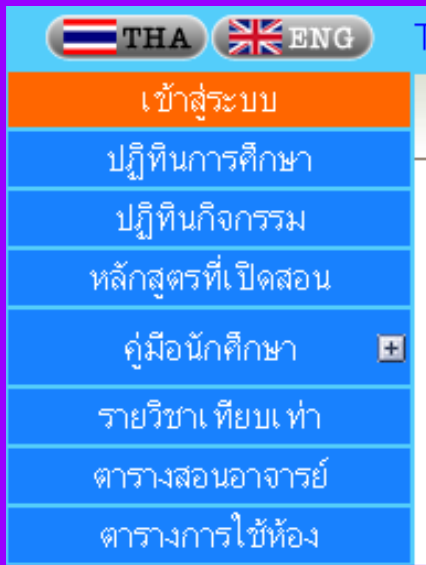 THA ENG T
เข้าสู่ระบบ
ปฏิทินการศึกษา
ปฏิทินกิจกรรม
หลักสูตรที่เปิดสอน
คู่มือนักศึกษา
รายวิชาเทียบเท่า
ตารางสอนอาจารย์
ตารางการใช้ห้อง